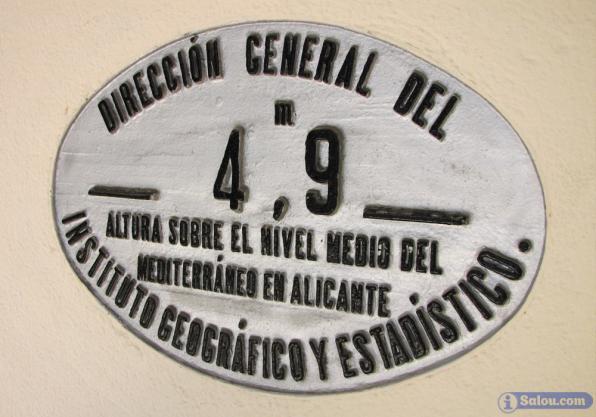 DIRECCIÓN GENERAL DEL
m
4,9
ALTURA SOBRE EL NIVEL MEDIO DEL
MEDITERRÁNEO EN ALICANTE
INSTITUTO GEOGRÁFICO Y ESTADÍSTICO.
i Salou.com